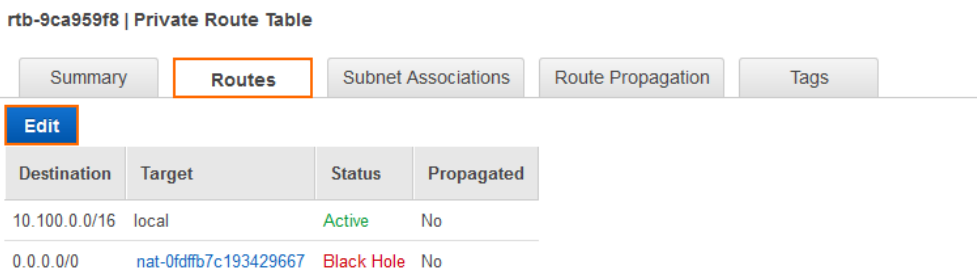 rtb-9ca959f8 | Private Route Table
Summary Routes Subnet Associations Route Propagation Tags
Edit
Destination Target Status Propagated
10.100.0.0/16 local Active No
0.0.0.0/0 nat-0fdffb7c193429667 Black Hole No